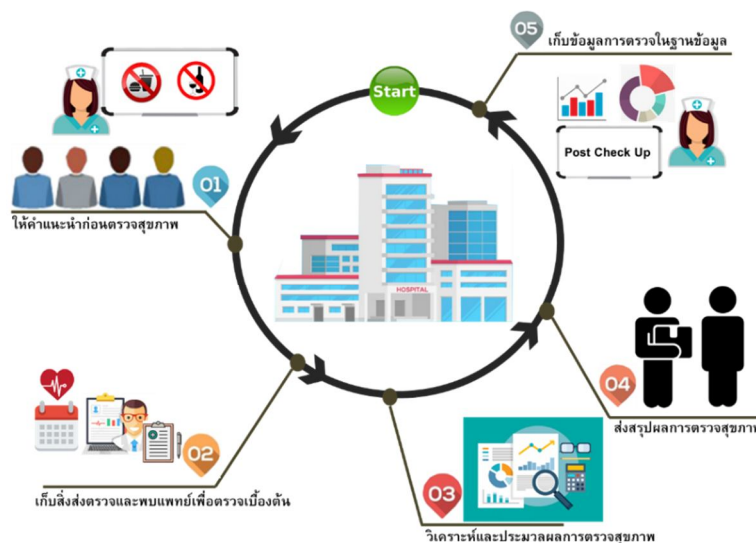 Start
01
ให้คำแนะนำก่อนตรวจสุขภาพ
02
เก็บสิ่งส่งตรวจและพบแพทย์เพื่อตรวจเบื้องต้น
03
วิเคราะห์และประมวลผลการตรวจสุขภาพ
04
ส่งสรุปผลการตรวจสุขภาพ
05
เก็บข้อมูลการตรวจในฐานข้อมูล
Post Check Up
HOSPITAL